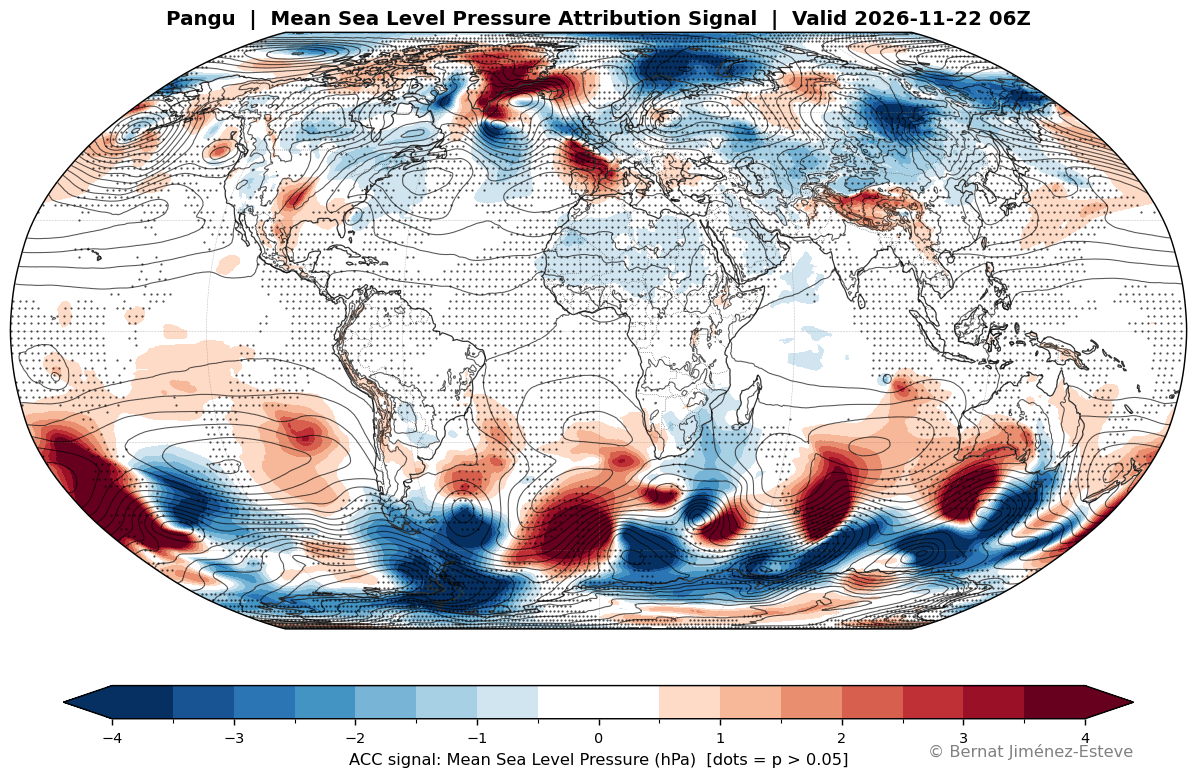 Pangu | Mean Sea Level Pressure Attribution Signal | Valid 2026-11-22 06Z
−4 −3 −2 −1 0 1 2 3 4
ACC signal: Mean Sea Level Pressure (hPa) [dots = p > 0.05]
© Bernat Jiménez-Esteve